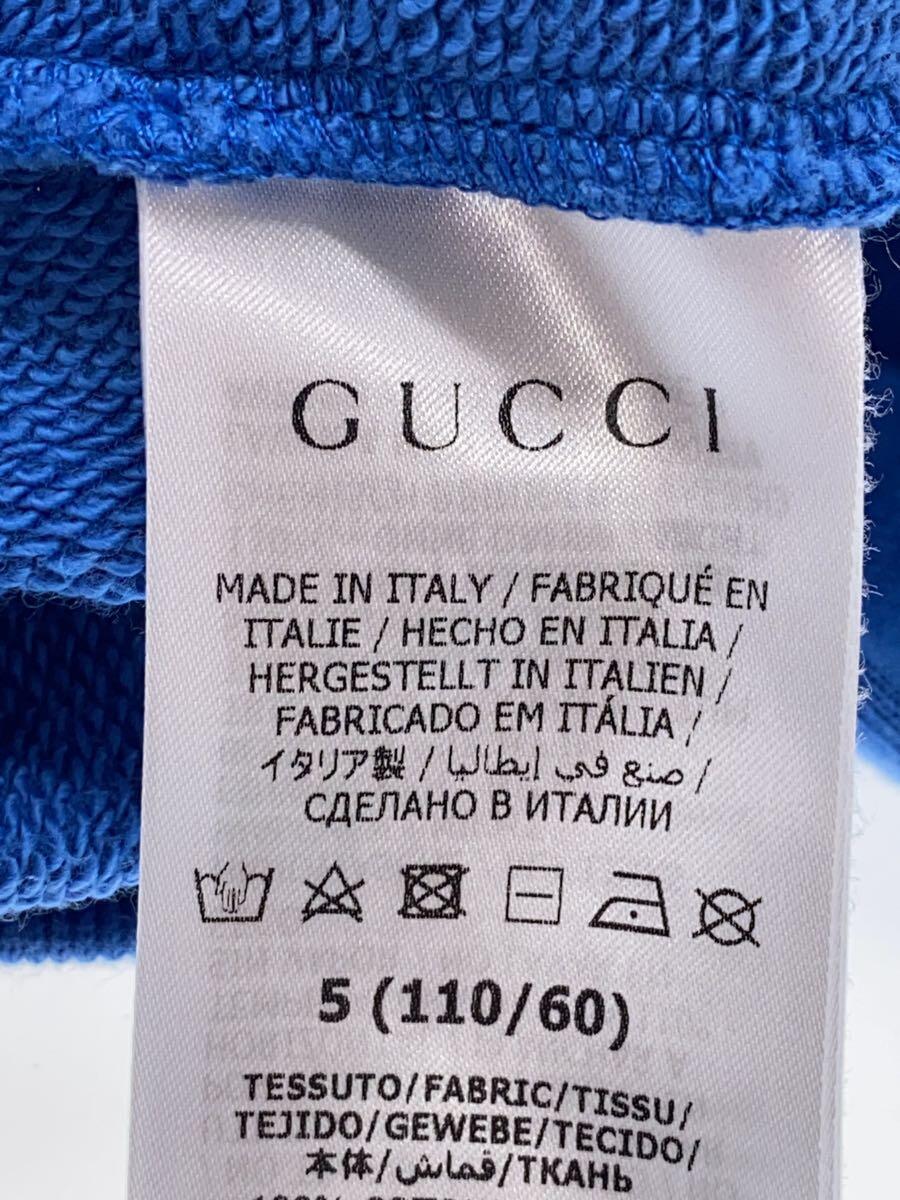 GUCCI
MADE IN ITALY / FABRIQUÉ EN
ITALIE / HECHO EN ITALIA /
HERGESTELLT IN ITALIEN /
FABRICADO EM ITÁLIA /
イタリア製 / صنع في إيطاليا /
СДЕЛАНО В ИТАЛИИ
5 (110/60)
TESSUTO/FABRIC/TISSU/
TEJIDO/GEWEBE/TECIDO/
本体/قماش/ТКАНЬ
100%